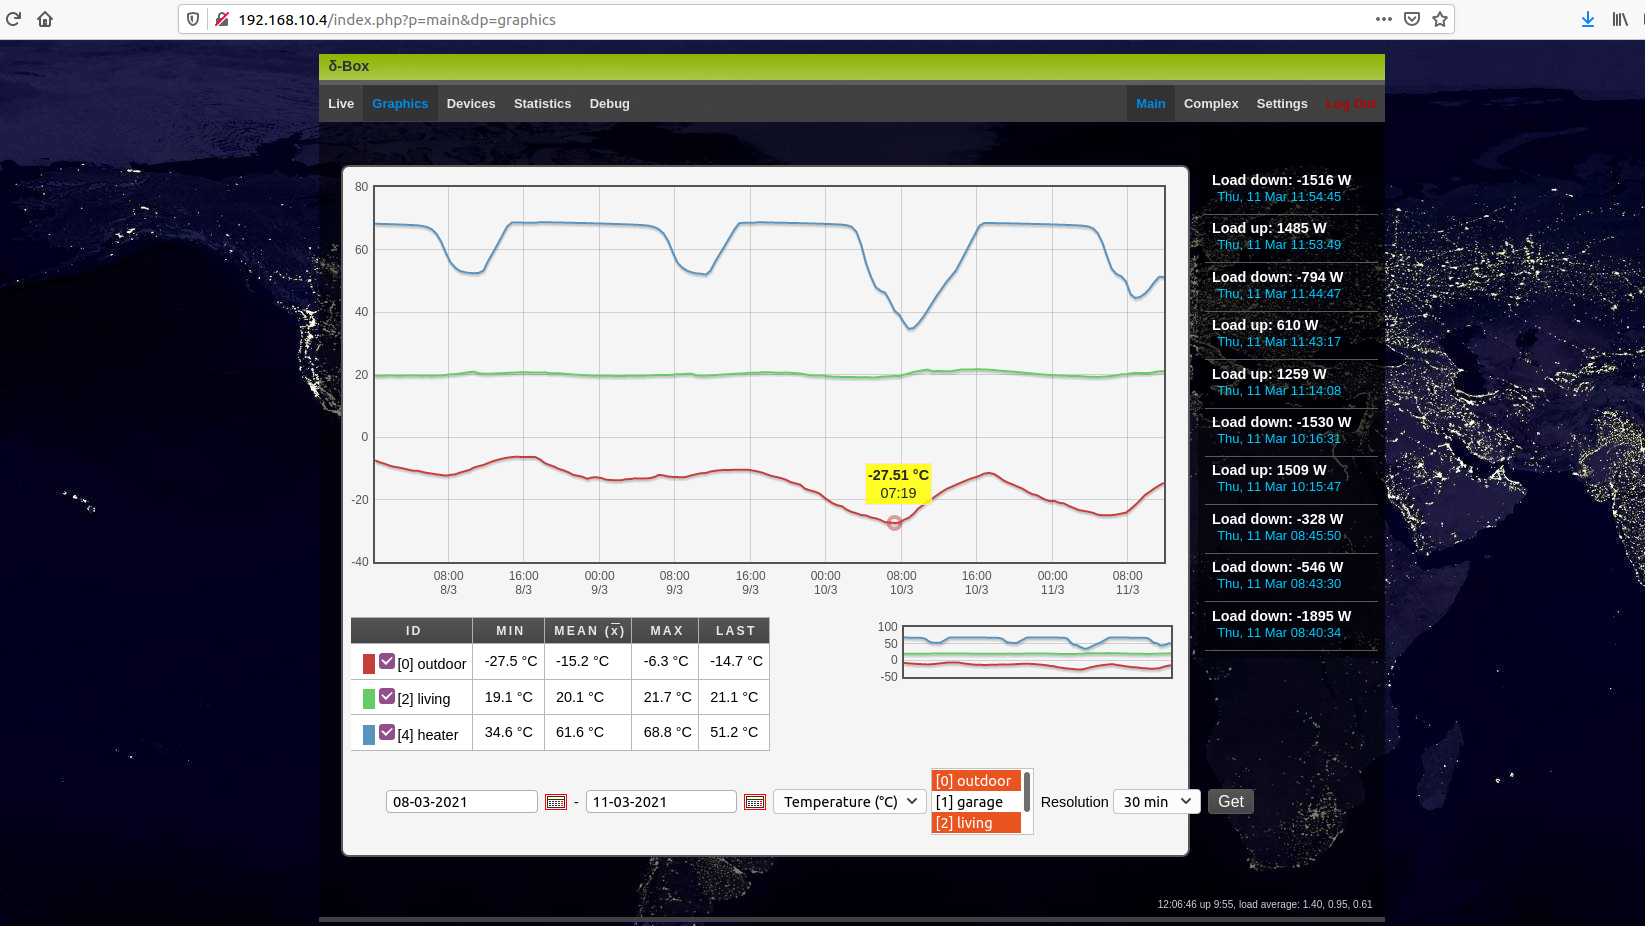 192.168.10.4/index.php?p=main&dp=graphics
δ-Box
Live Graphics Devices Statistics Debug Main Complex Settings Log Out
80
60
40
20
0
-20
-40
-27.51 °C
07:19
08:00 16:00 00:00 08:00 16:00 00:00 08:00 16:00 00:00 08:00
8/3 8/3 9/3 9/3 9/3 10/3 10/3 10/3 11/3 11/3
ID MIN MEAN (x̅) MAX LAST
[0] outdoor -27.5 °C -15.2 °C -6.3 °C -14.7 °C
[2] living 19.1 °C 20.1 °C 21.7 °C 21.1 °C
[4] heater 34.6 °C 61.6 °C 68.8 °C 51.2 °C
100
50
0
-50
08-03-2021 - 11-03-2021 Temperature (°C)
[0] outdoor
[1] garage
[2] living
Resolution 30 min Get
Load down: -1516 W
Thu, 11 Mar 11:54:45
Load up: 1485 W
Thu, 11 Mar 11:53:49
Load down: -794 W
Thu, 11 Mar 11:44:47
Load up: 610 W
Thu, 11 Mar 11:43:17
Load up: 1259 W
Thu, 11 Mar 11:14:08
Load down: -1530 W
Thu, 11 Mar 10:16:31
Load up: 1509 W
Thu, 11 Mar 10:15:47
Load down: -328 W
Thu, 11 Mar 08:45:50
Load down: -546 W
Thu, 11 Mar 08:43:30
Load down: -1895 W
Thu, 11 Mar 08:40:34
12:06:46 up 9:55, load average: 1.40, 0.95, 0.61